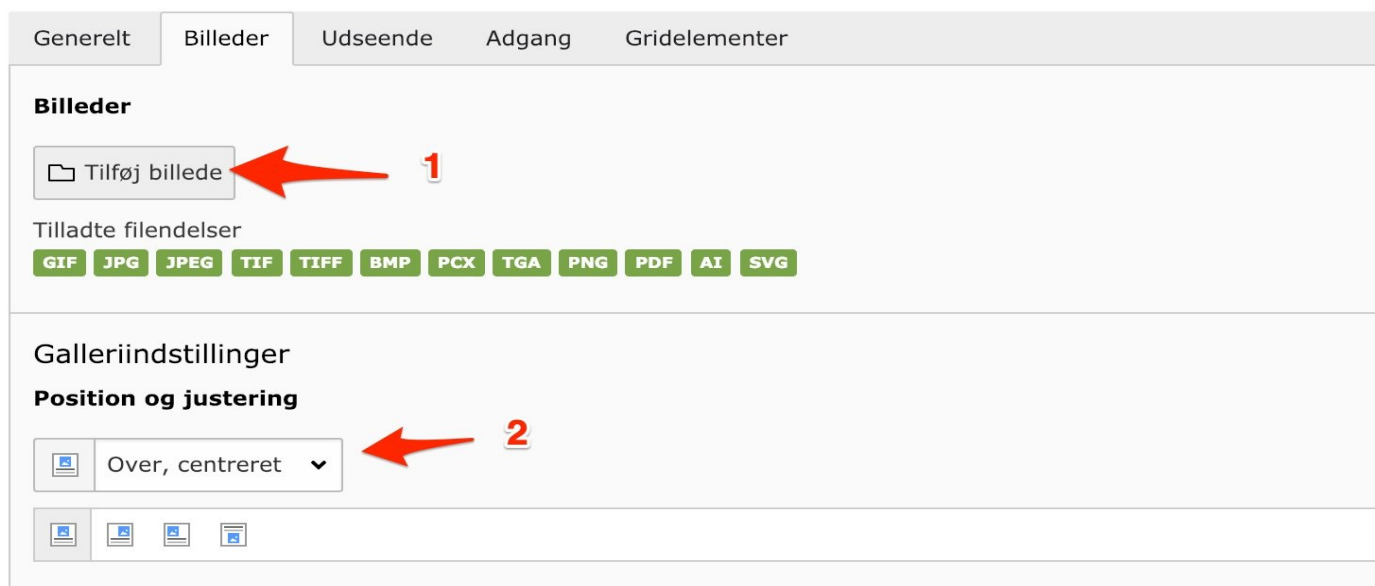 Generelt Billeder Udseende Adgang Gridelementer
Billeder
Tilføj billede 1
Tilladte filendelser
GIF JPG JPEG TIF TIFF BMP PCX TGA PNG PDF AI SVG
Galleriindstillinger
Position og justering
2
Over, centreret